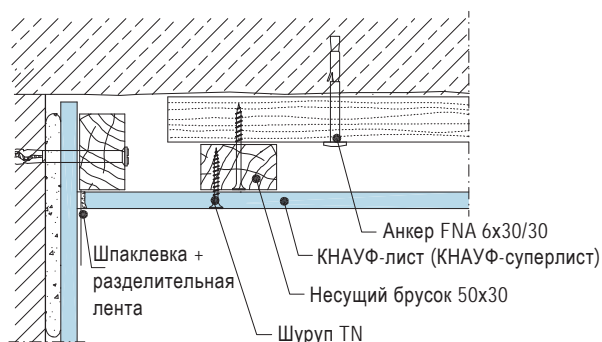 Анкер FNA 6x30/30
КНАУФ-лист (КНАУФ-суперлист)
Шпаклевка +
разделительная
лента
Несущий брусок 50x30
Шуруп TN